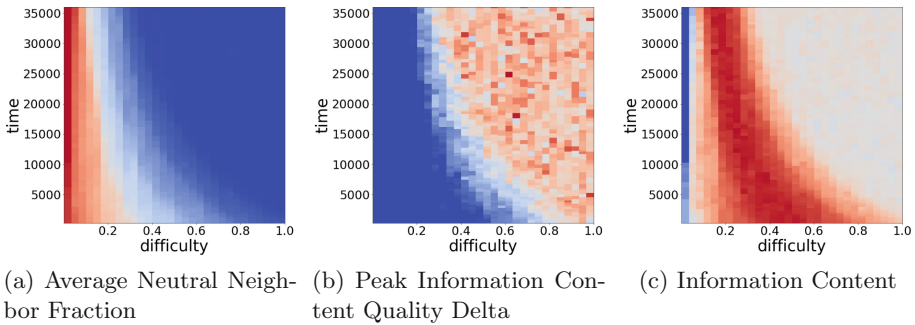 35000
30000
25000
20000
15000
10000
5000
time
0.2 0.4 0.6 0.8 1.0
difficulty
35000
30000
25000
20000
15000
10000
5000
time
0.2 0.4 0.6 0.8 1.0
difficulty
35000
30000
25000
20000
15000
10000
5000
time
0.2 0.4 0.6 0.8 1.0
difficulty
(a) Average Neutral Neigh-
bor Fraction
(b) Peak Information Con-
tent Quality Delta
(c) Information Content